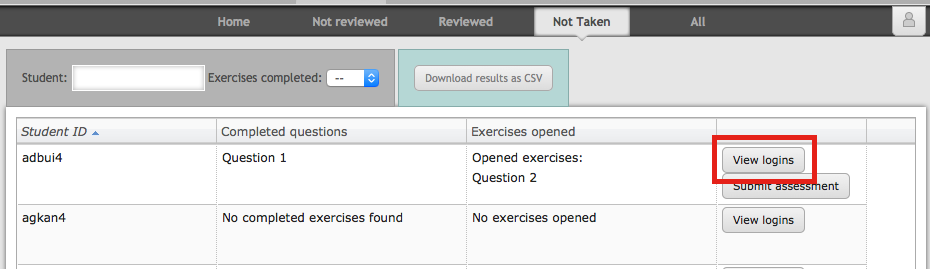 Home Not reviewed Reviewed Not Taken All
Student: Exercises completed: -- Download results as CSV
Student ID Completed questions Exercises opened
adbui4 Question 1 Opened exercises: View logins
Question 2 Submit assessment
agkan4 No completed exercises found No exercises opened View logins